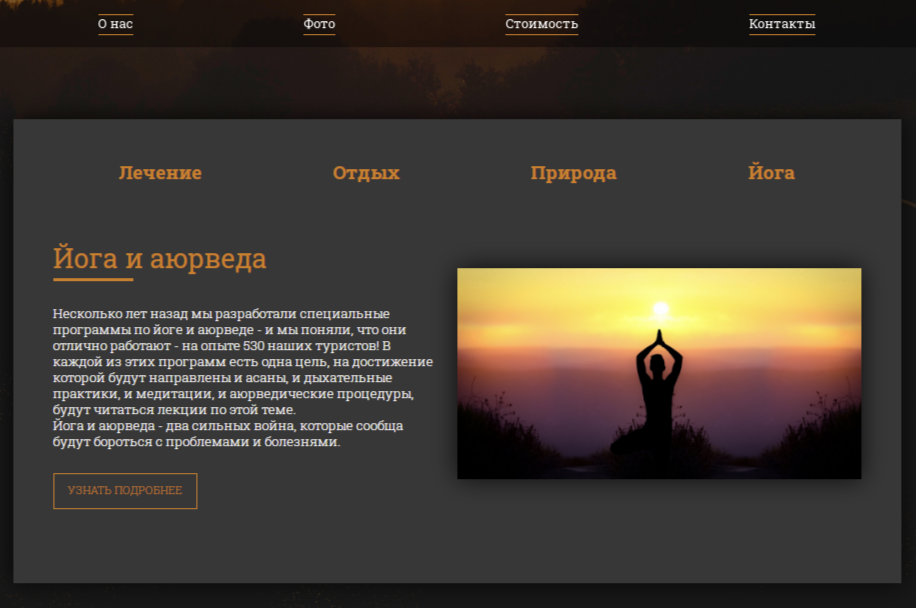 О нас
Фото
Стоимость
Контакты
Лечение
Отдых
Природа
Йога
Йога и аюрведа
Несколько лет назад мы разработали специальные
программы по йоге и аюрведе - и мы поняли, что они
отлично работают - на опыте 530 наших туристов! В
каждой из этих программ есть одна цель, на достижение
которой будут направлены и асаны, и дыхательные
практики, и медитации, и аюрведические процедуры,
будут читаться лекции по этой теме.
Йога и аюрведа - два сильных война, которые сообща
будут бороться с проблемами и болезнями.
УЗНАТЬ ПОДРОБНЕЕ